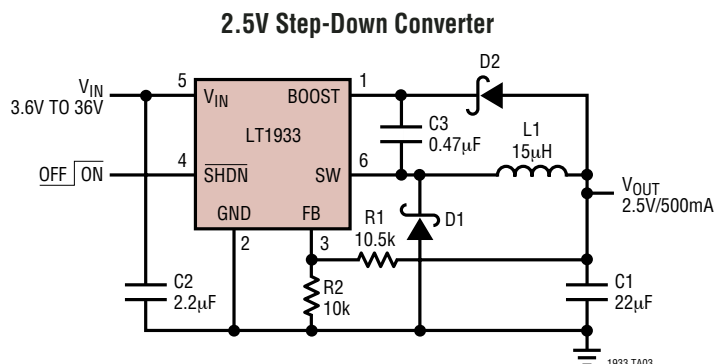 2.5V Step-Down Converter
D2
VIN
3.6V TO 36V
5
VIN
BOOST
1
LT1933
C3
0.47µF
L1
15µH
OFF ON
4
SHDN
SW
6
VOUT
2.5V/500mA
GND
FB
R1
10.5k
D1
2
3
C2
2.2µF
R2
10k
C1
22µF
1933 TA03